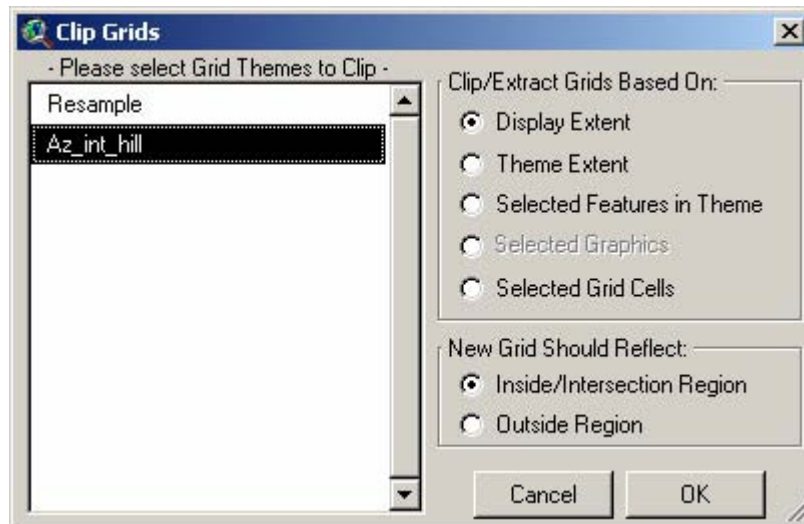 Clip Grids
- Please select Grid Themes to Clip -
Resample
Az_int_hill
Clip/Extract Grids Based On:
Display Extent
Theme Extent
Selected Features in Theme
Selected Graphics
Selected Grid Cells
New Grid Should Reflect:
Inside/Intersection Region
Outside Region
Cancel
OK